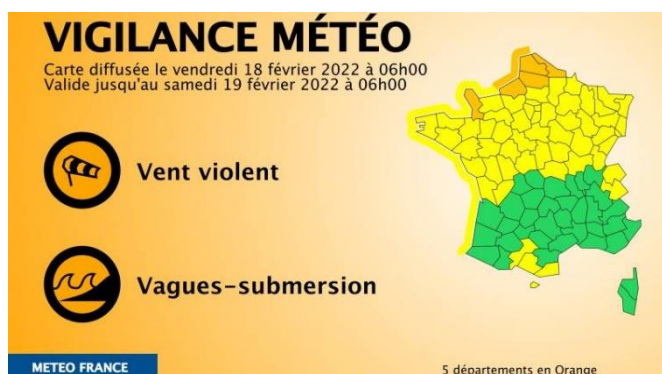 VIGILANCE MÉTÉO
Carte diffusée le vendredi 18 février 2022 à 06h00
Valide jusqu'au samedi 19 février 2022 à 06h00
Vent violent
Vagues-submersion
METEO FRANCE
5 départements en Orange